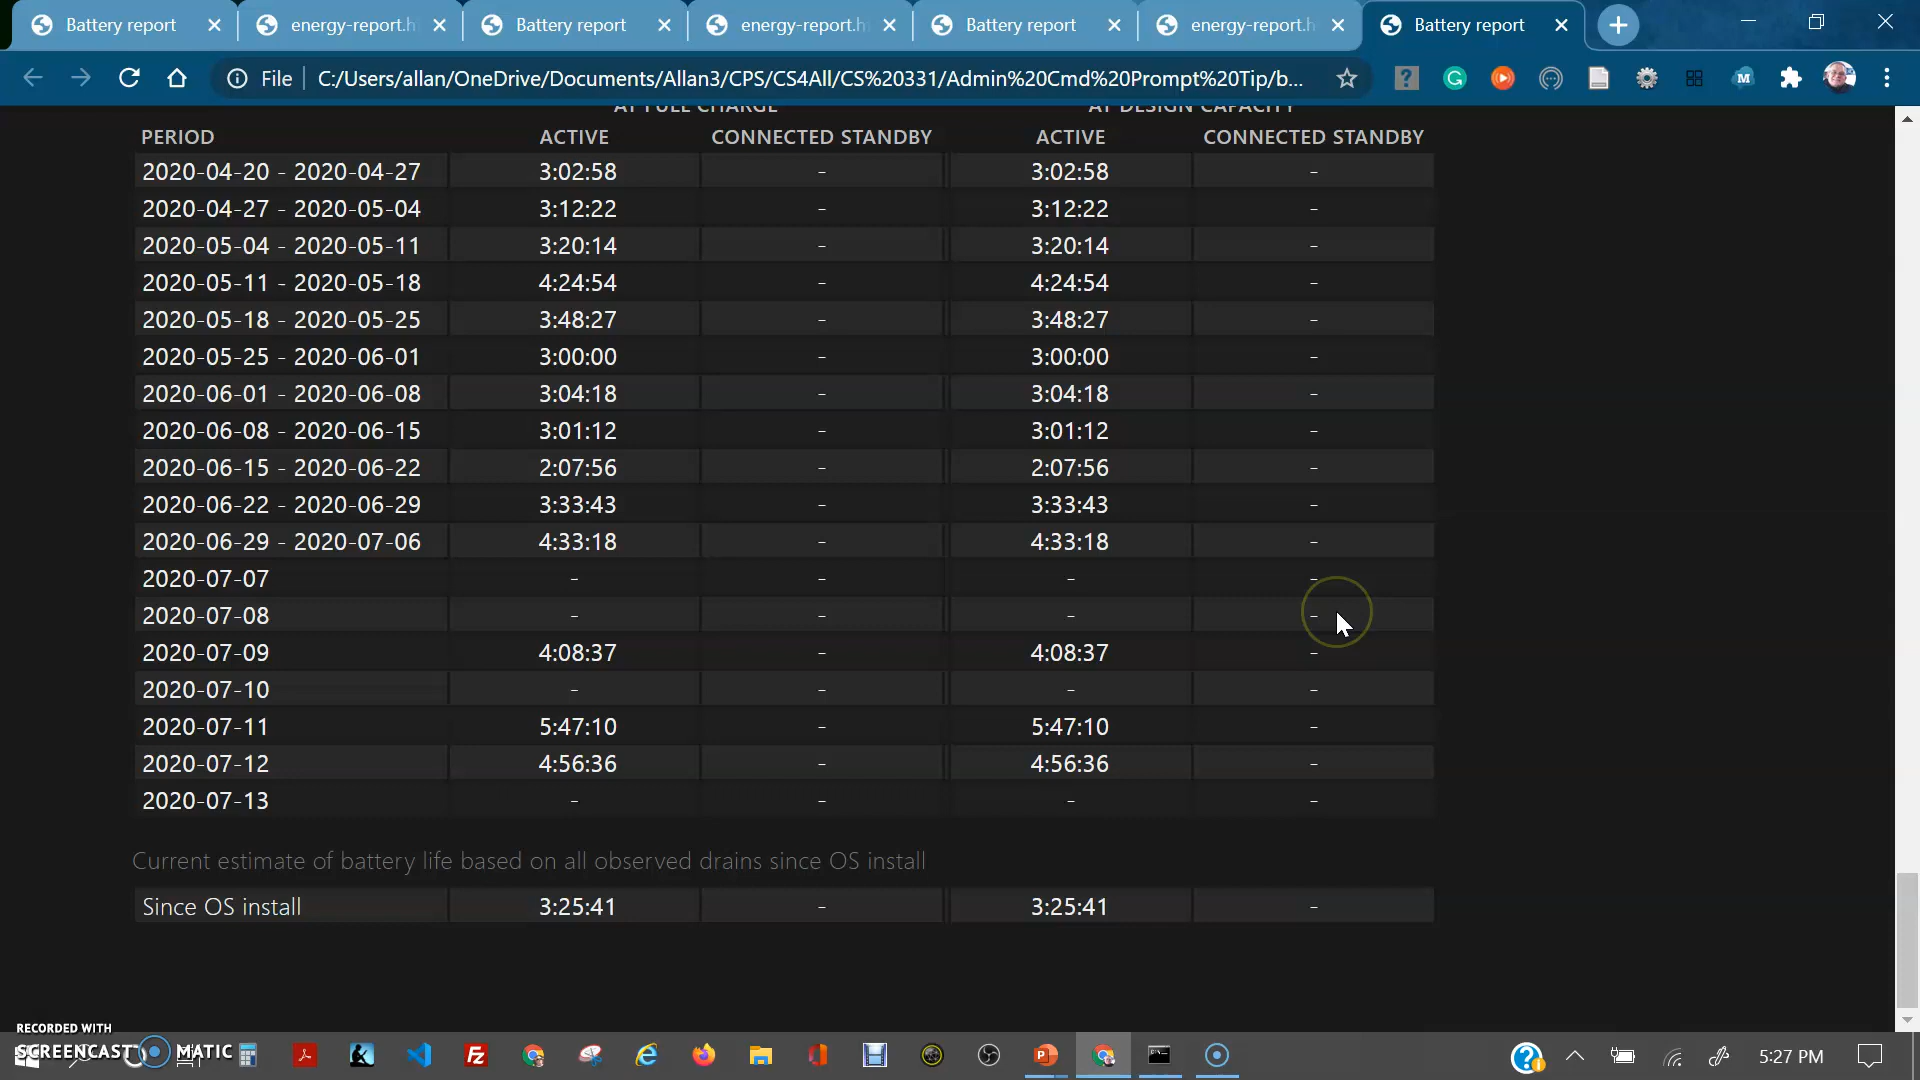 Battery report
energy-report.h
Battery report
energy-report.h
Battery report
energy-report.h
Battery report
File
C:/Users/allan/OneDrive/Documents/Allan3/CPS/CS4All/CS%20331/Admin%20Cmd%20Prompt%20Tip/b...
AT FULL CHARGE AT DESIGN CAPACITY
PERIOD ACTIVE CONNECTED STANDBY ACTIVE CONNECTED STANDBY
2020-04-20 - 2020-04-27 3:02:58 - 3:02:58 -
2020-04-27 - 2020-05-04 3:12:22 - 3:12:22 -
2020-05-04 - 2020-05-11 3:20:14 - 3:20:14 -
2020-05-11 - 2020-05-18 4:24:54 - 4:24:54 -
2020-05-18 - 2020-05-25 3:48:27 - 3:48:27 -
2020-05-25 - 2020-06-01 3:00:00 - 3:00:00 -
2020-06-01 - 2020-06-08 3:04:18 - 3:04:18 -
2020-06-08 - 2020-06-15 3:01:12 - 3:01:12 -
2020-06-15 - 2020-06-22 2:07:56 - 2:07:56 -
2020-06-22 - 2020-06-29 3:33:43 - 3:33:43 -
2020-06-29 - 2020-07-06 4:33:18 - 4:33:18 -
2020-07-07 - - - -
2020-07-08 - - - -
2020-07-09 4:08:37 - 4:08:37 -
2020-07-10 - - - -
2020-07-11 5:47:10 - 5:47:10 -
2020-07-12 4:56:36 - 4:56:36 -
2020-07-13 - - - -
Current estimate of battery life based on all observed drains since OS install
Since OS install 3:25:41 - 3:25:41 -
RECORDED WITH
SCREENCAST MATIC
5:27 PM